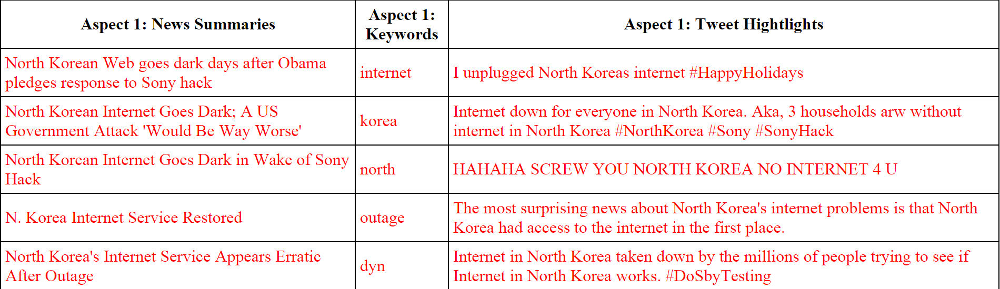 Aspect 1: News Summaries
Aspect 1:
Keywords
Aspect 1: Tweet Hightlights
North Korean Web goes dark days after Obama
pledges response to Sony hack
internet
I unplugged North Koreas internet #HappyHolidays
North Korean Internet Goes Dark; A US
Government Attack 'Would Be Way Worse'
korea
Internet down for everyone in North Korea. Aka, 3 households arw without
internet in North Korea #NorthKorea #Sony #SonyHack
North Korean Internet Goes Dark in Wake of Sony
Hack
north
HAHAHA SCREW YOU NORTH KOREA NO INTERNET 4 U
N. Korea Internet Service Restored
outage
The most surprising news about North Korea's internet problems is that North
Korea had access to the internet in the first place.
North Korea's Internet Service Appears Erratic
After Outage
dyn
Internet in North Korea taken down by the millions of people trying to see if
Internet in North Korea works. #DoSbyTesting